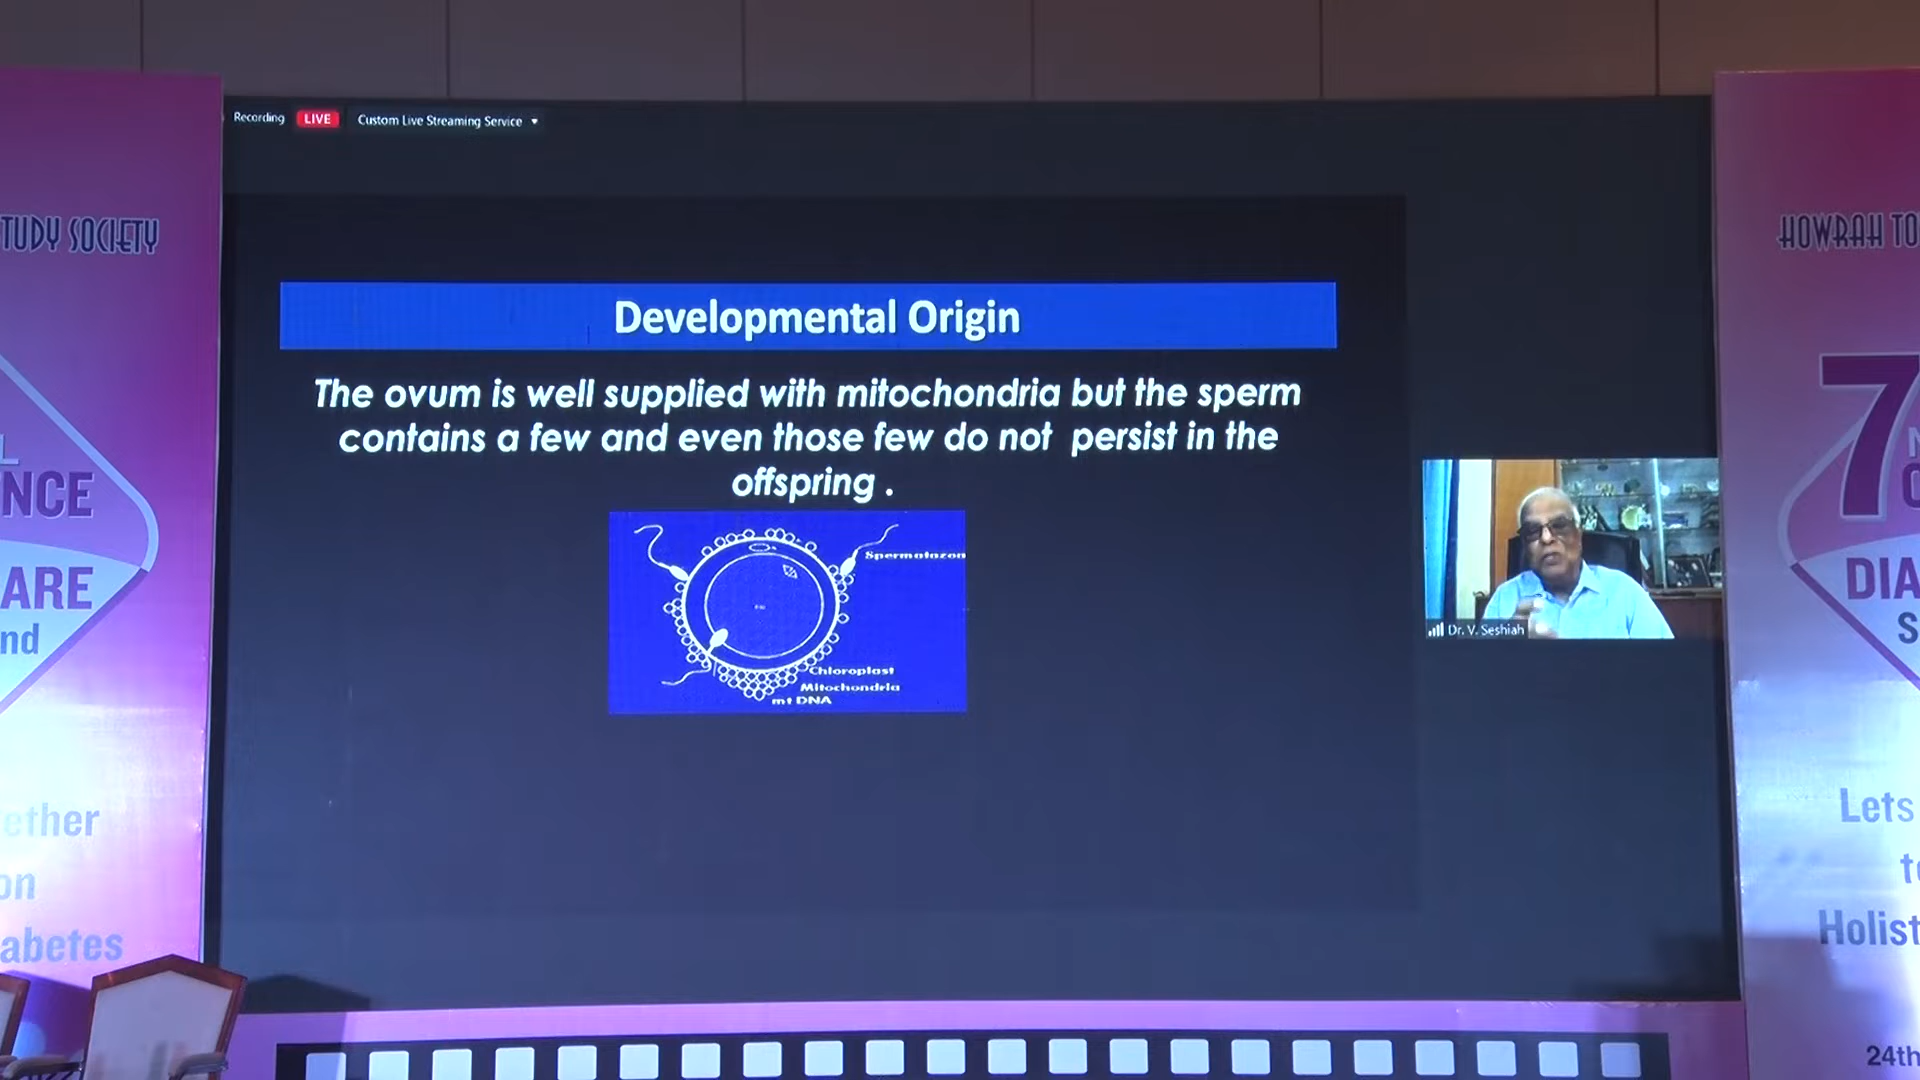 Recording LIVE Custom Live Streaming Service
TUDY SOCIETY
HOWRAH TO
Developmental Origin
The ovum is well supplied with mitochondria but the sperm
contains a few and even those few do not persist in the
offspring .
Spermatozon
Chloroplast
Mitochondria
mt DNA
Dr. V. Seshiah
L
NCE
ARE
nd
ether
on
abetes
7
DIA
S
Lets
to
Holist
24th